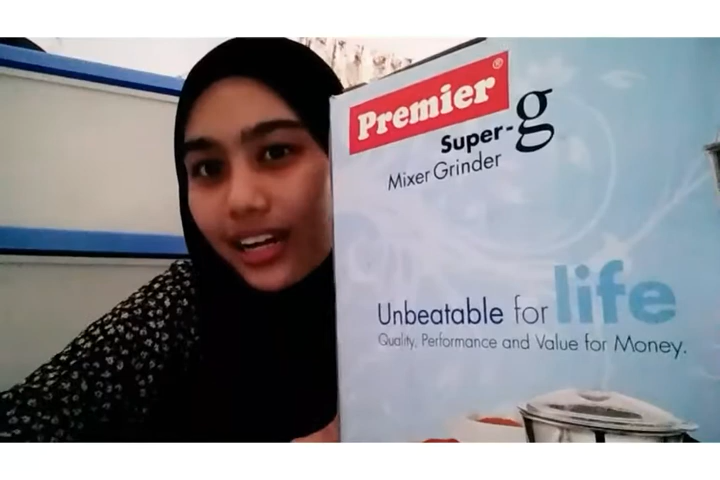 Premier®
Super-g
Mixer Grinder
Unbeatable for life
Quality, Performance and Value for Money.